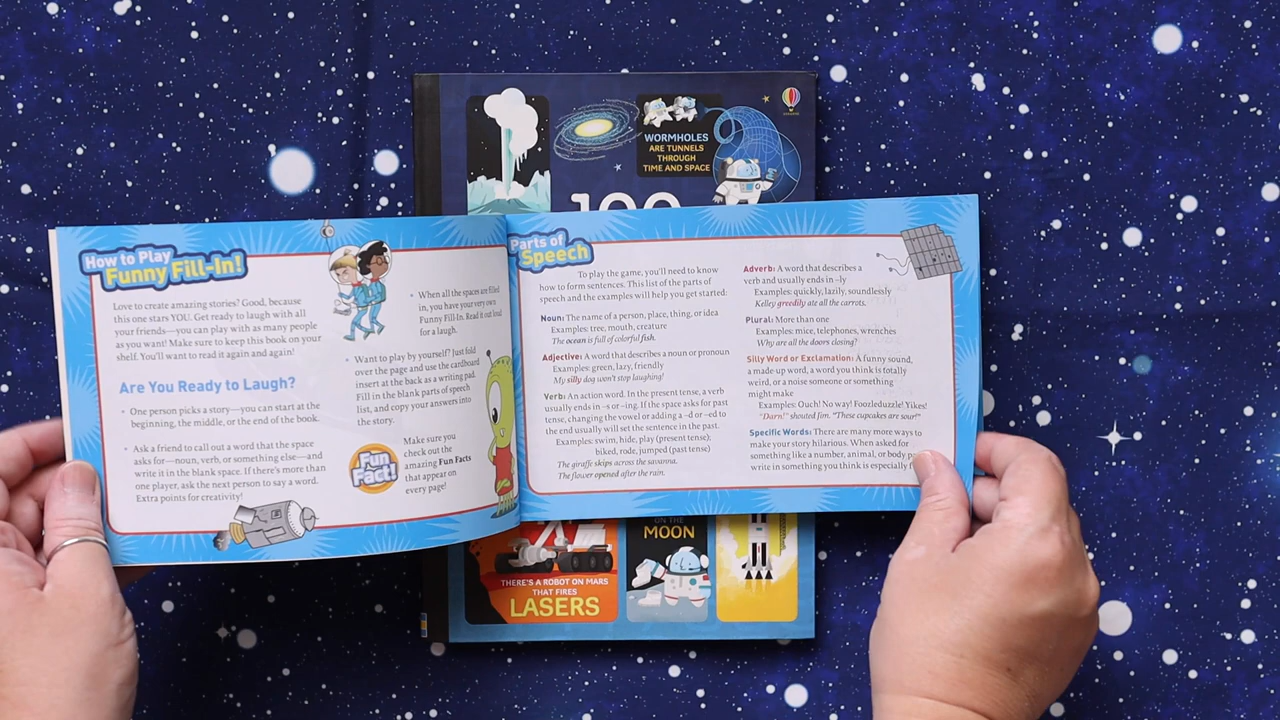 WORMHOLES
ARE TUNNELS
THROUGH
TIME AND SPACE
100
How to Play
Funny Fill-In!
Love to create amazing stories? Good, because
this one stars YOU. Get ready to laugh with all
your friends—you can play with as many people
as you want! Make sure to keep this book on your
shelf. You'll want to read it again and again!
Are You Ready to Laugh?
• One person picks a story—you can start at the
beginning, the middle, or the end of the book.
• Ask a friend to call out a word that the space
asks for—noun, verb, or something else—and
write it in the blank space. If there's more than
one player, ask the next person to say a word.
Extra points for creativity!
• When all the spaces are filled
in, you have your very own
Funny Fill-In. Read it out loud
for a laugh.
• Want to play by yourself? Just fold
over the page and use the cardboard
insert at the back as a writing pad.
Fill in the blank parts of speech
list, and copy your answers into
the story.
Fun
Fact!
Make sure you
check out the
amazing Fun Facts
that appear on
every page!
Parts of
Speech
To play the game, you'll need to know
how to form sentences. This list of the parts of
speech and the examples will help you get started:
Noun: The name of a person, place, thing, or idea
Examples: tree, mouth, creature
The ocean is full of colorful fish.
Adjective: A word that describes a noun or pronoun
Examples: green, lazy, friendly
My silly dog won't stop laughing!
Verb: An action word. In the present tense, a verb
usually ends in –s or –ing. If the space asks for past
tense, changing the vowel or adding a –d or –ed to
the end usually will set the sentence in the past.
Examples: swim, hide, play (present tense);
biked, rode, jumped (past tense)
The giraffe skips across the savanna.
The flower opened after the rain.
Adverb: A word that describes a
verb and usually ends in –ly
Examples: quickly, lazily, soundlessly
Kelley greedily ate all the carrots.
Plural: More than one
Examples: mice, telephones, wrenches
Why are all the doors closing?
Silly Word or Exclamation: A funny sound,
a made-up word, a word you think is totally
weird, or a noise someone or something
might make
Examples: Ouch! No way! Foozleduzzle! Yikes!
"Darn!" shouted Jim. "These cupcakes are sour!"
Specific Words: There are many more ways to
make your story hilarious. When asked for
something like a number, animal, or body
write in something you think is especially
THERE'S A ROBOT ON MARS
THAT FIRES
LASERS
ON THE
MOON